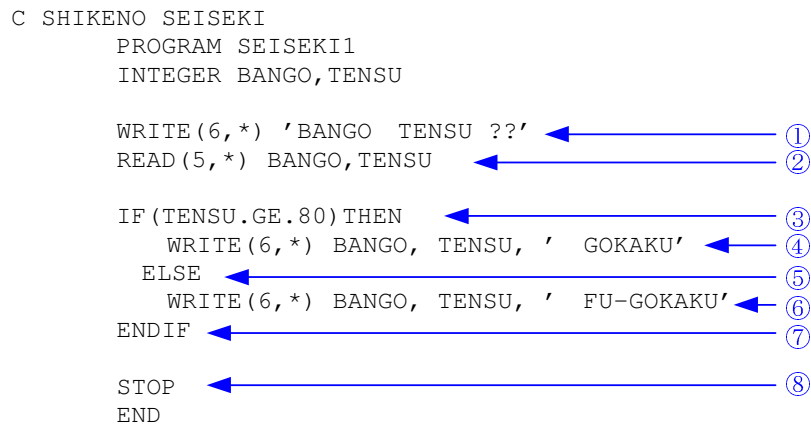 C SHIKENO SEISEKI
PROGRAM SEISEKI1
INTEGER BANGO,TENSU
WRITE(6,*) 'BANGO  TENSU ??' ①
READ(5,*) BANGO,TENSU ②
IF(TENSU.GE.80)THEN ③
WRITE(6,*) BANGO, TENSU, '  GOKAKU' ④
ELSE ⑤
WRITE(6,*) BANGO, TENSU, '  FU-GOKAKU' ⑥
ENDIF ⑦
STOP ⑧
END